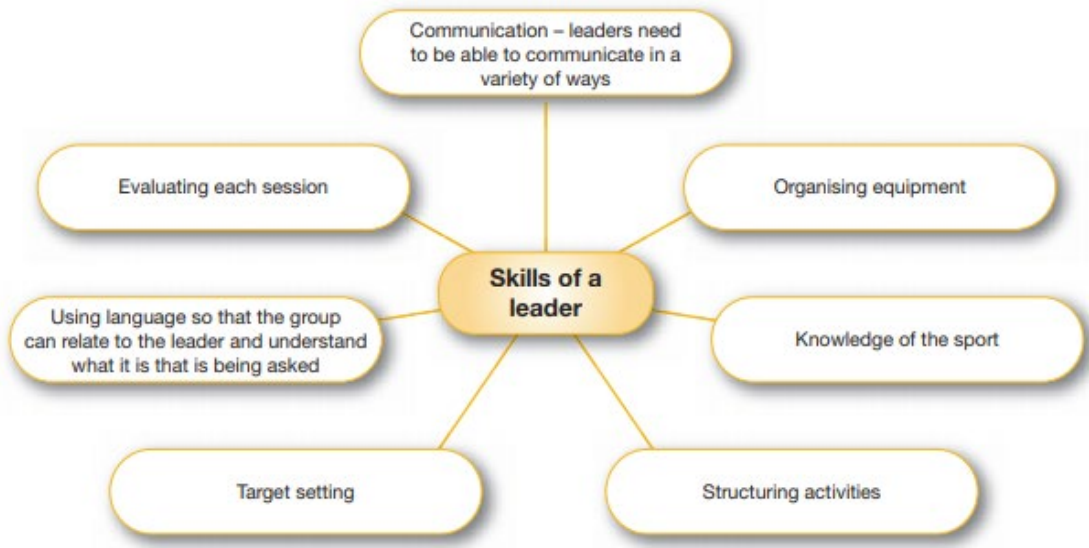 Communication – leaders need
to be able to communicate in a
variety of ways
Evaluating each session
Organising equipment
Skills of a
leader
Using language so that the group
can relate to the leader and understand
what it is that is being asked
Knowledge of the sport
Target setting
Structuring activities